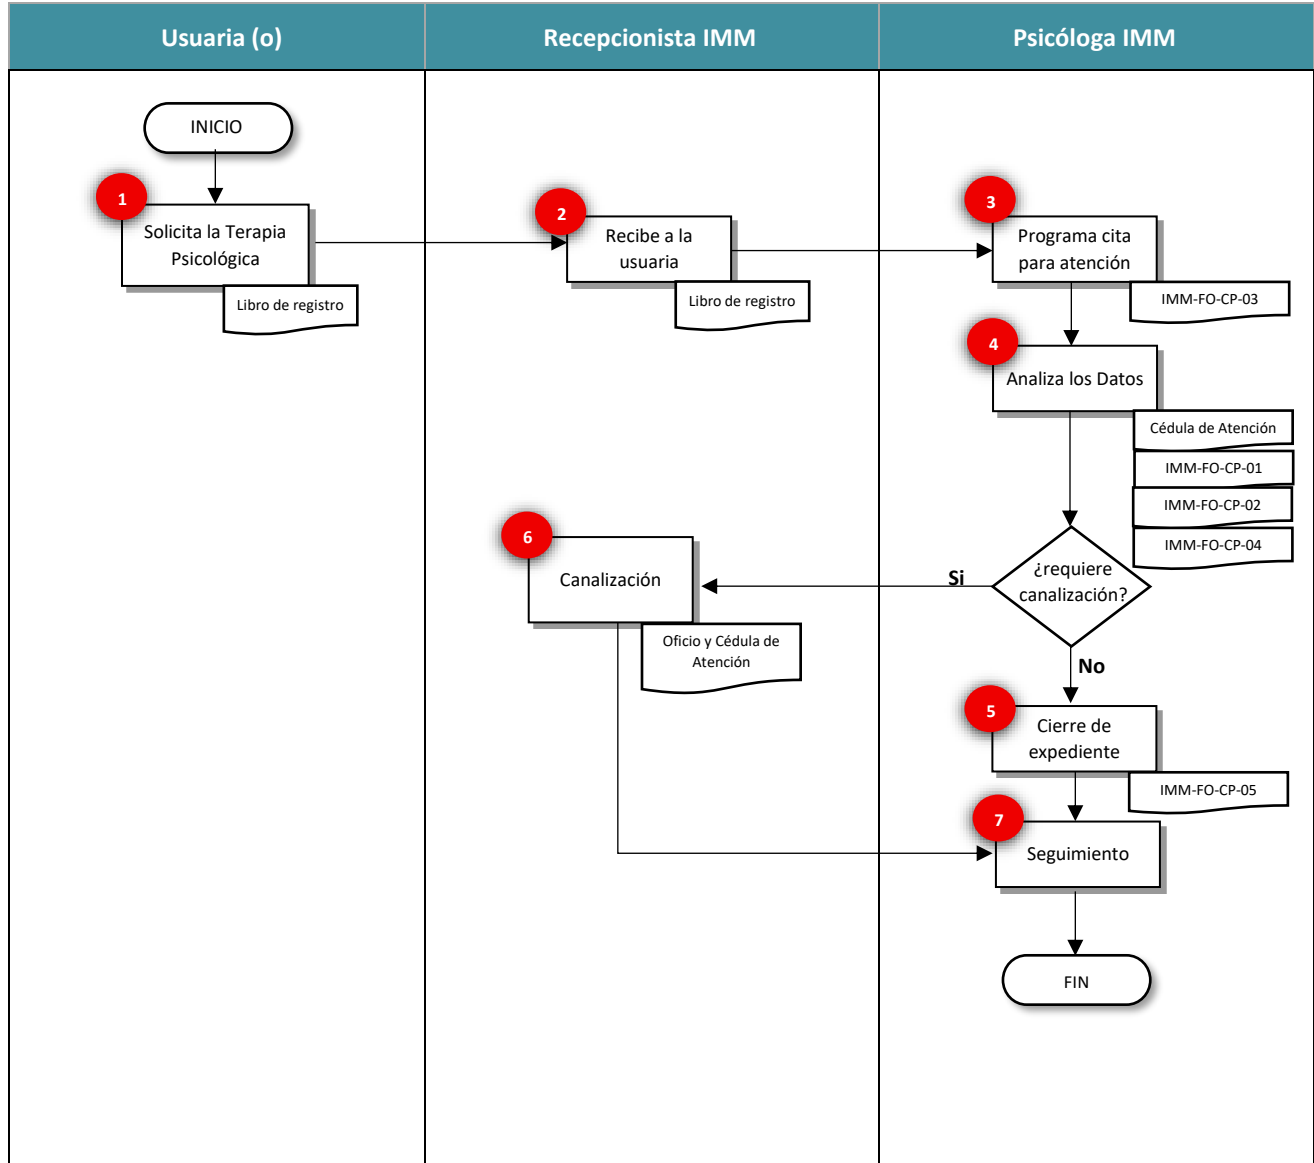 Usuaria (o)
Recepcionista IMM
Psicóloga IMM
INICIO
1
Solicita la Terapia
Psicológica
Libro de registro
2
Recibe a la
usuaria
Libro de registro
3
Programa cita
para atención
IMM-FO-CP-03
4
Analiza los Datos
Cédula de Atención
IMM-FO-CP-01
IMM-FO-CP-02
IMM-FO-CP-04
¿requiere
canalización?
Si
6
Canalización
Oficio y Cédula de
Atención
No
5
Cierre de
expediente
IMM-FO-CP-05
7
Seguimiento
FIN